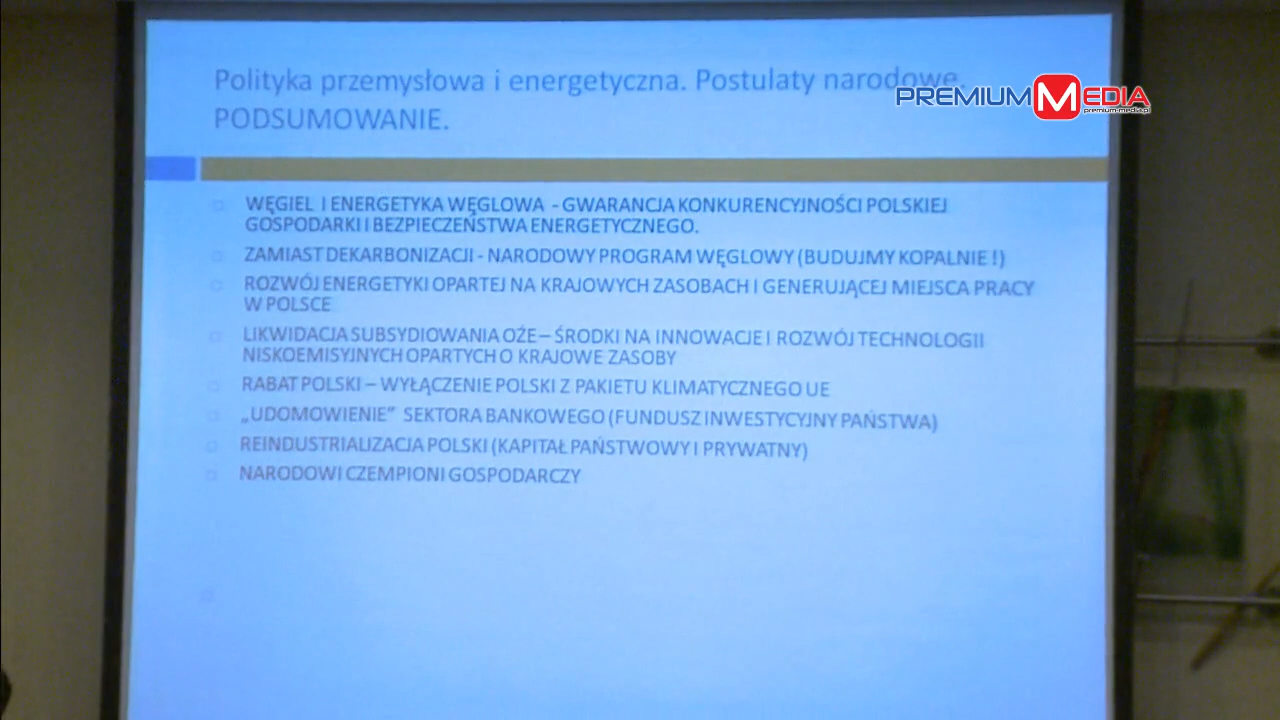 Polityka przemysłowa i energetyczna. Postulaty narodowe.
PODSUMOWANIE.
PREMIUM MEDIA
premium-media.pl
WĘGIEL I ENERGETYKA WĘGLOWA - GWARANCJA KONKURENCYJNOŚCI POLSKIEJ
GOSPODARKI I BEZPIECZEŃSTWA ENERGETYCZNEGO.
ZAMIAST DEKARBONIZACJI - NARODOWY PROGRAM WĘGLOWY (BUDUJMY KOPALNIE !)
ROZWÓJ ENERGETYKI OPARTEJ NA KRAJOWYCH ZASOBACH I GENERUJĄCEJ MIEJSCA PRACY
W POLSCE
LIKWIDACJA SUBSYDIOWANIA OŹE – ŚRODKI NA INNOWACJE I ROZWÓJ TECHNOLOGII
NISKOEMISYJNYCH OPARTYCH O KRAJOWE ZASOBY
RABAT POLSKI – WYŁĄCZENIE POLSKI Z PAKIETU KLIMATYCZNEGO UE
„UDOMOWIENIE” SEKTORA BANKOWEGO (FUNDUSZ INWESTYCYJNY PAŃSTWA)
REINDUSTRIALIZACJA POLSKI (KAPITAŁ PAŃSTWOWY I PRYWATNY)
NARODOWI CZEMPIONI GOSPODARCZY